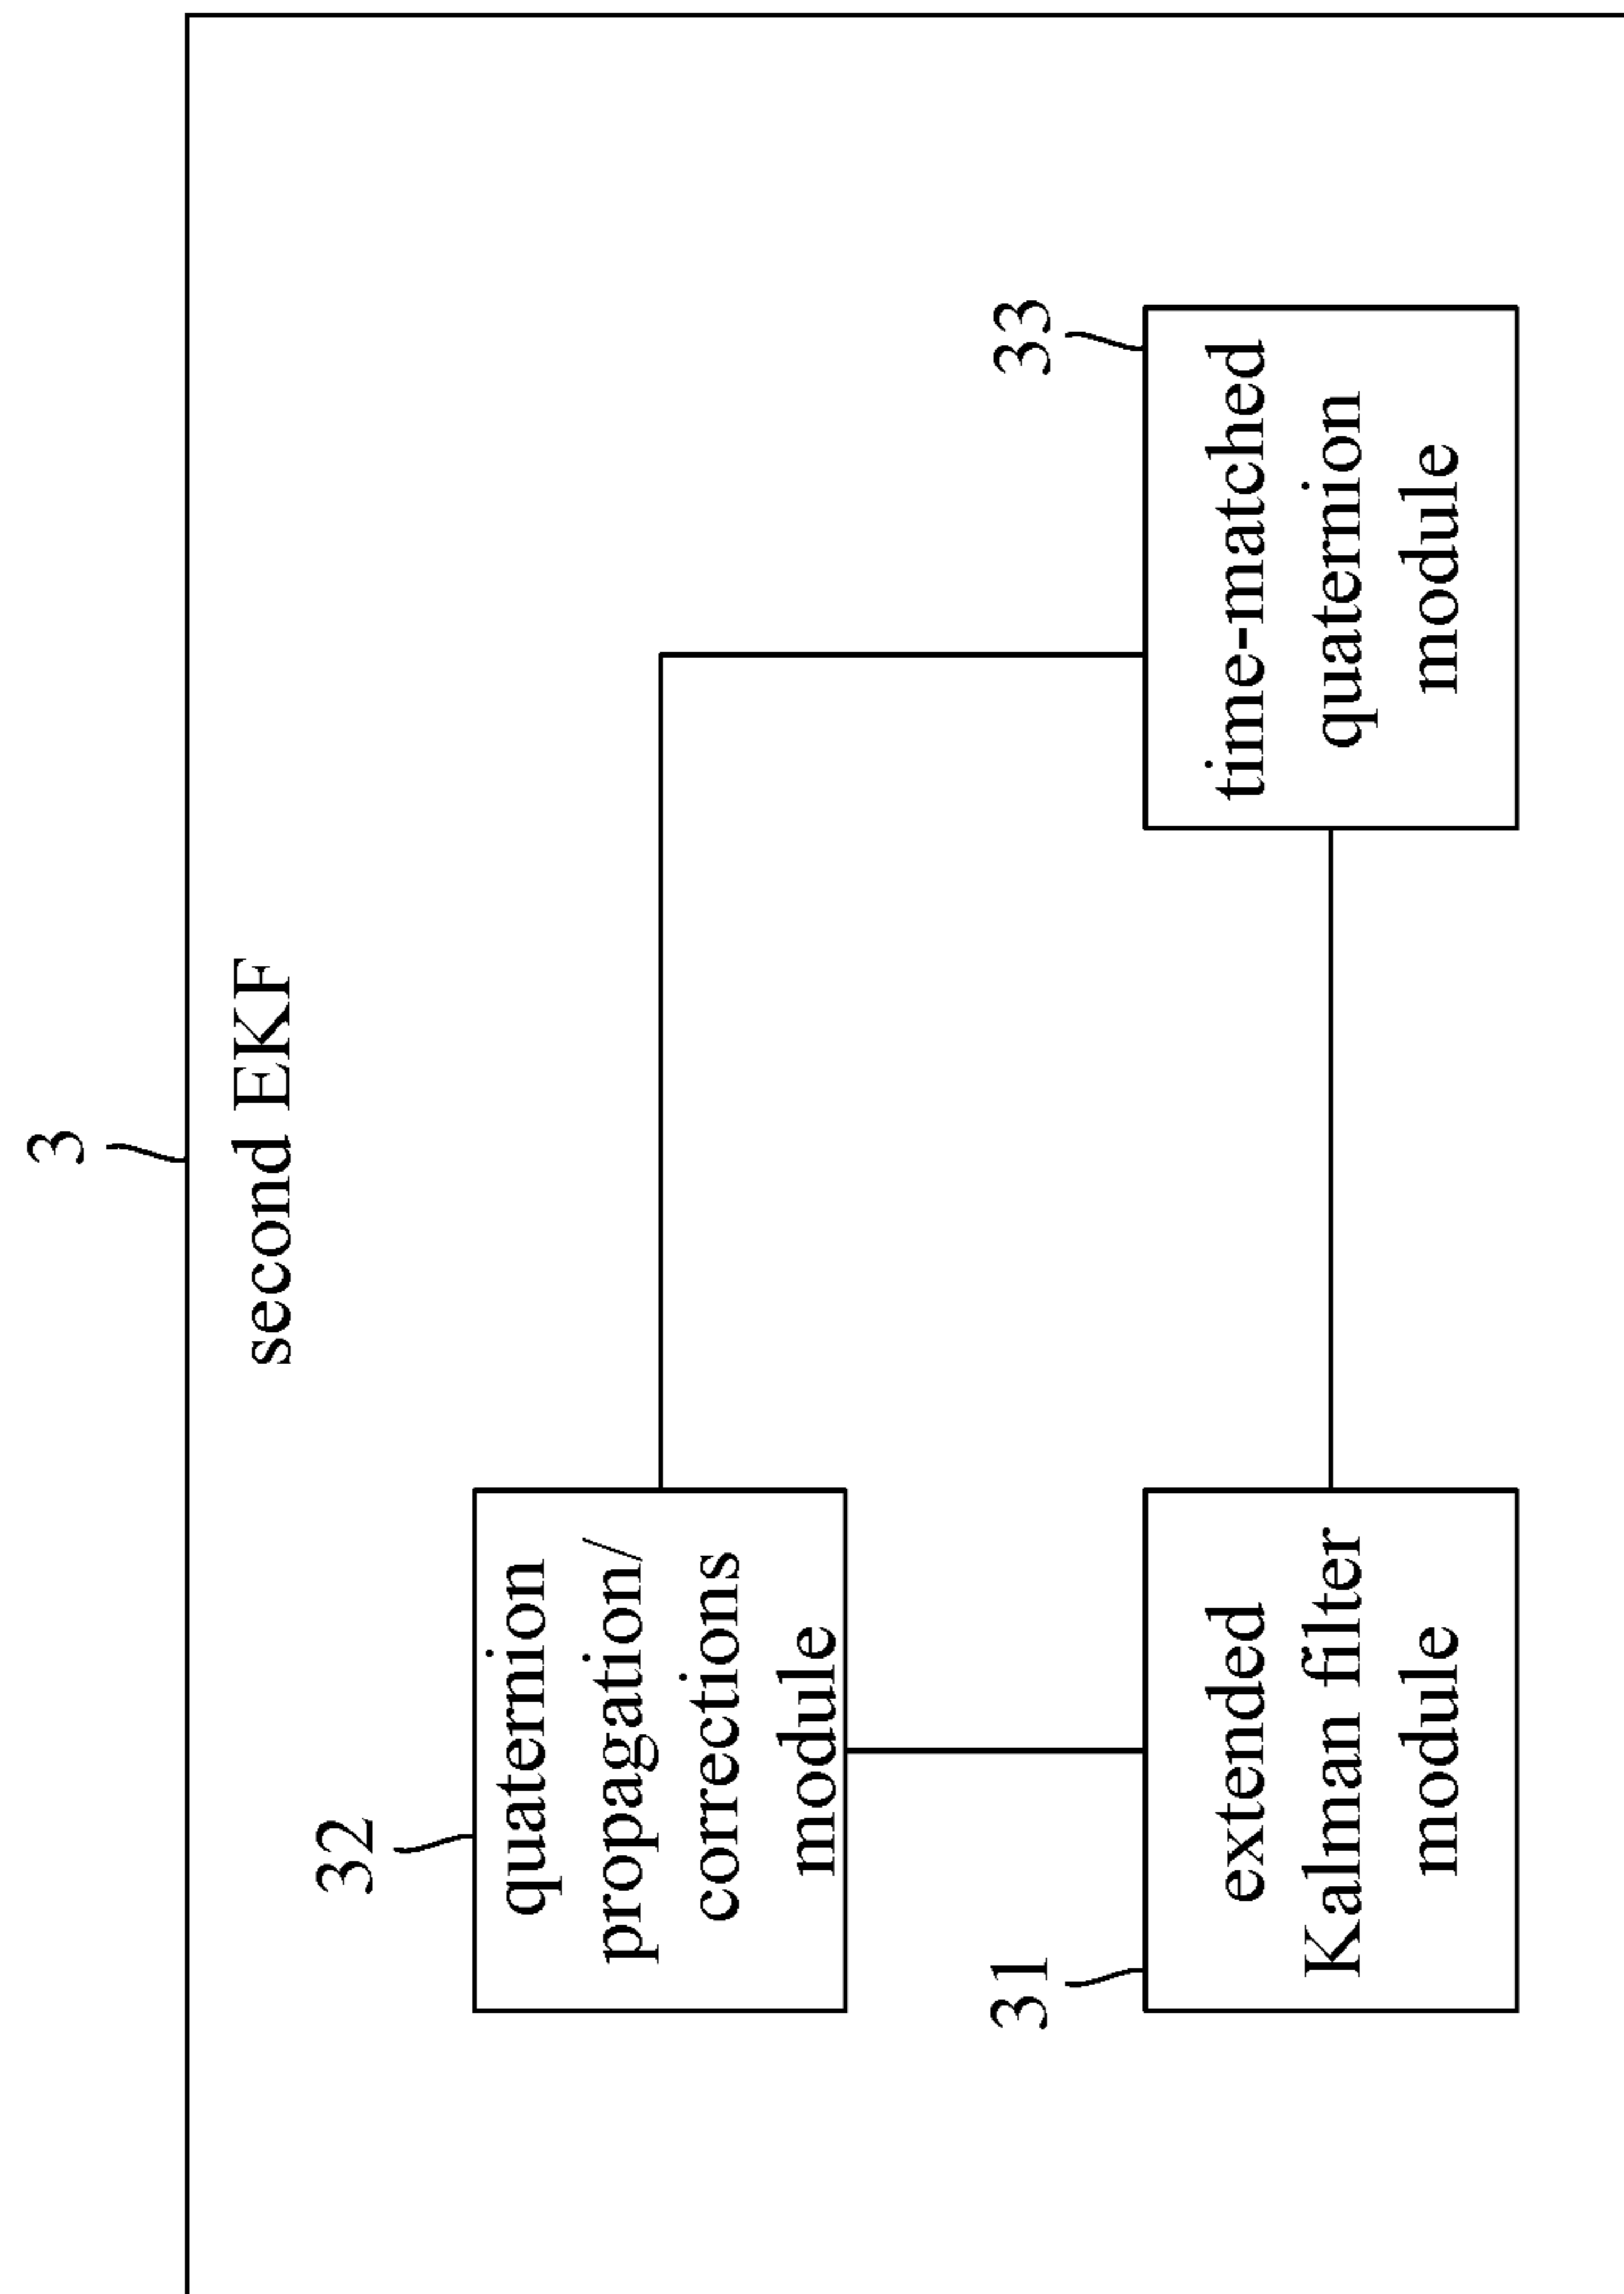 3
second EKF
32
quaternion
propagation/
corrections
module
31
extended
Kalman filter
module
33
time-matched
quaternion
module